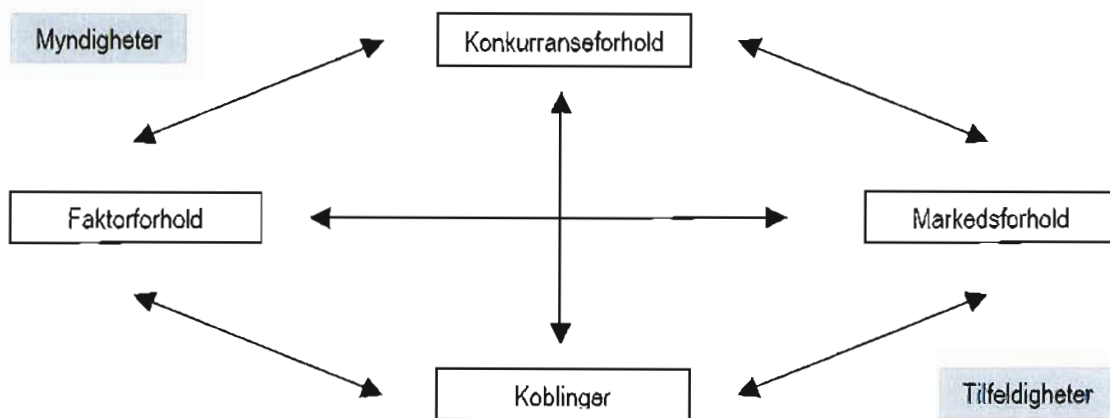 Myndigheter
Konkurranseforhold
Faktorforhold
Markedsforhold
Koblinger
Tilfeldigheter